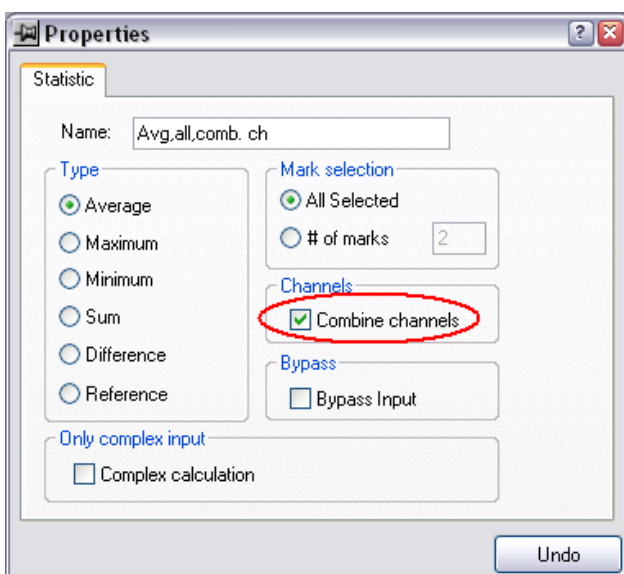 Properties
Statistic
Name: Avg,all,comb. ch
Type
Average
Maximum
Minimum
Sum
Difference
Reference
Mark selection
All Selected
# of marks 2
Channels
Combine channels
Bypass
Bypass Input
Only complex input
Complex calculation
Undo